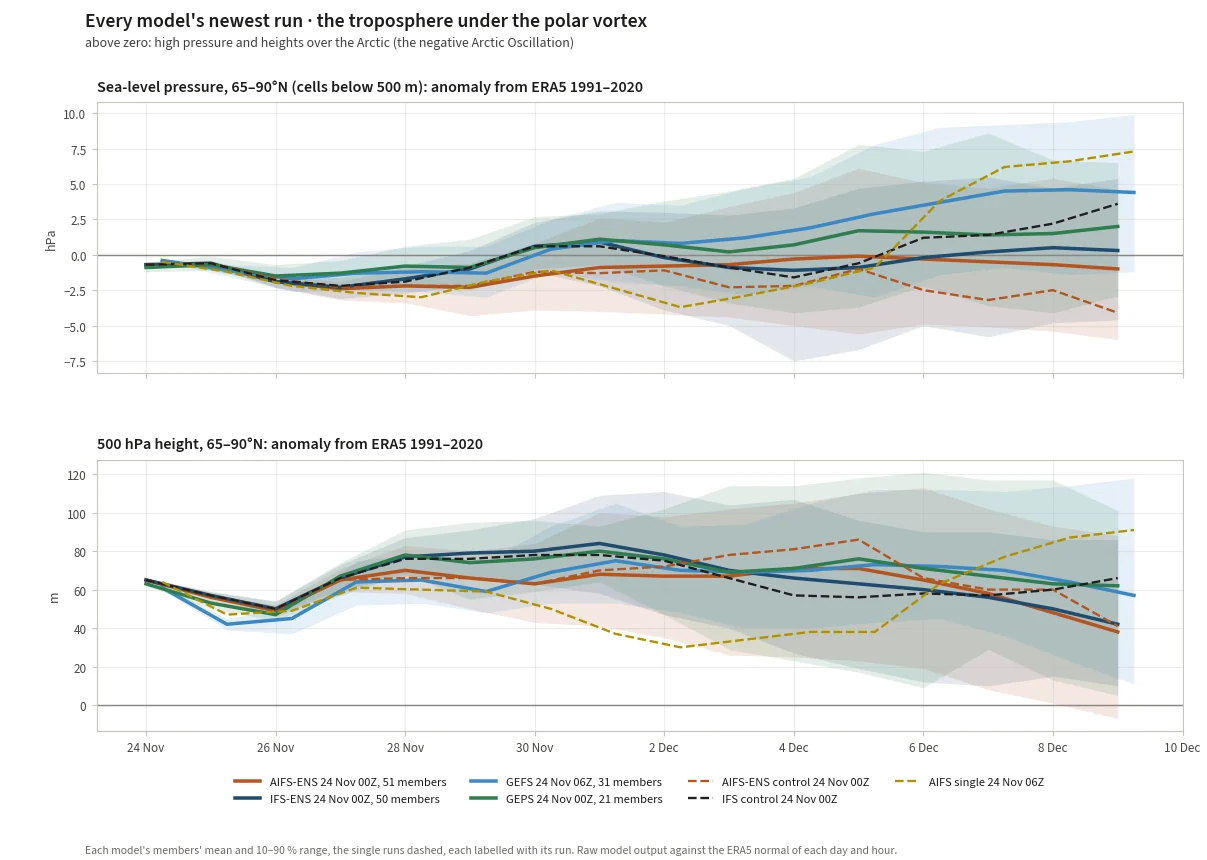 Every model's newest run · the troposphere under the polar vortex
above zero: high pressure and heights over the Arctic (the negative Arctic Oscillation)
Sea-level pressure, 65–90°N (cells below 500 m): anomaly from ERA5 1991–2020
hPa
10.0
7.5
5.0
2.5
0.0
−2.5
−5.0
−7.5
500 hPa height, 65–90°N: anomaly from ERA5 1991–2020
m
120
100
80
60
40
20
0
24 Nov 26 Nov 28 Nov 30 Nov 2 Dec 4 Dec 6 Dec 8 Dec 10 Dec
AIFS-ENS 24 Nov 00Z, 51 members GEFS 24 Nov 06Z, 31 members AIFS-ENS control 24 Nov 00Z AIFS single 24 Nov 06Z
IFS-ENS 24 Nov 00Z, 50 members GEPS 24 Nov 00Z, 21 members IFS control 24 Nov 00Z
Each model's members' mean and 10–90 % range, the single runs dashed, each labelled with its run. Raw model output against the ERA5 normal of each day and hour.